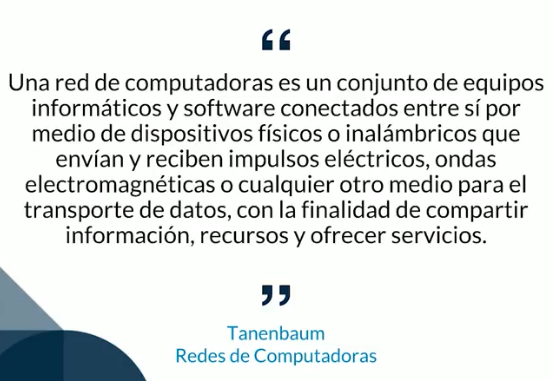 “
Una red de computadoras es un conjunto de equipos
informáticos y software conectados entre sí por
medio de dispositivos físicos o inalámbricos que
envían y reciben impulsos eléctricos, ondas
electromagnéticas o cualquier otro medio para el
transporte de datos, con la finalidad de compartir
información, recursos y ofrecer servicios.
”
Tanenbaum
Redes de Computadoras